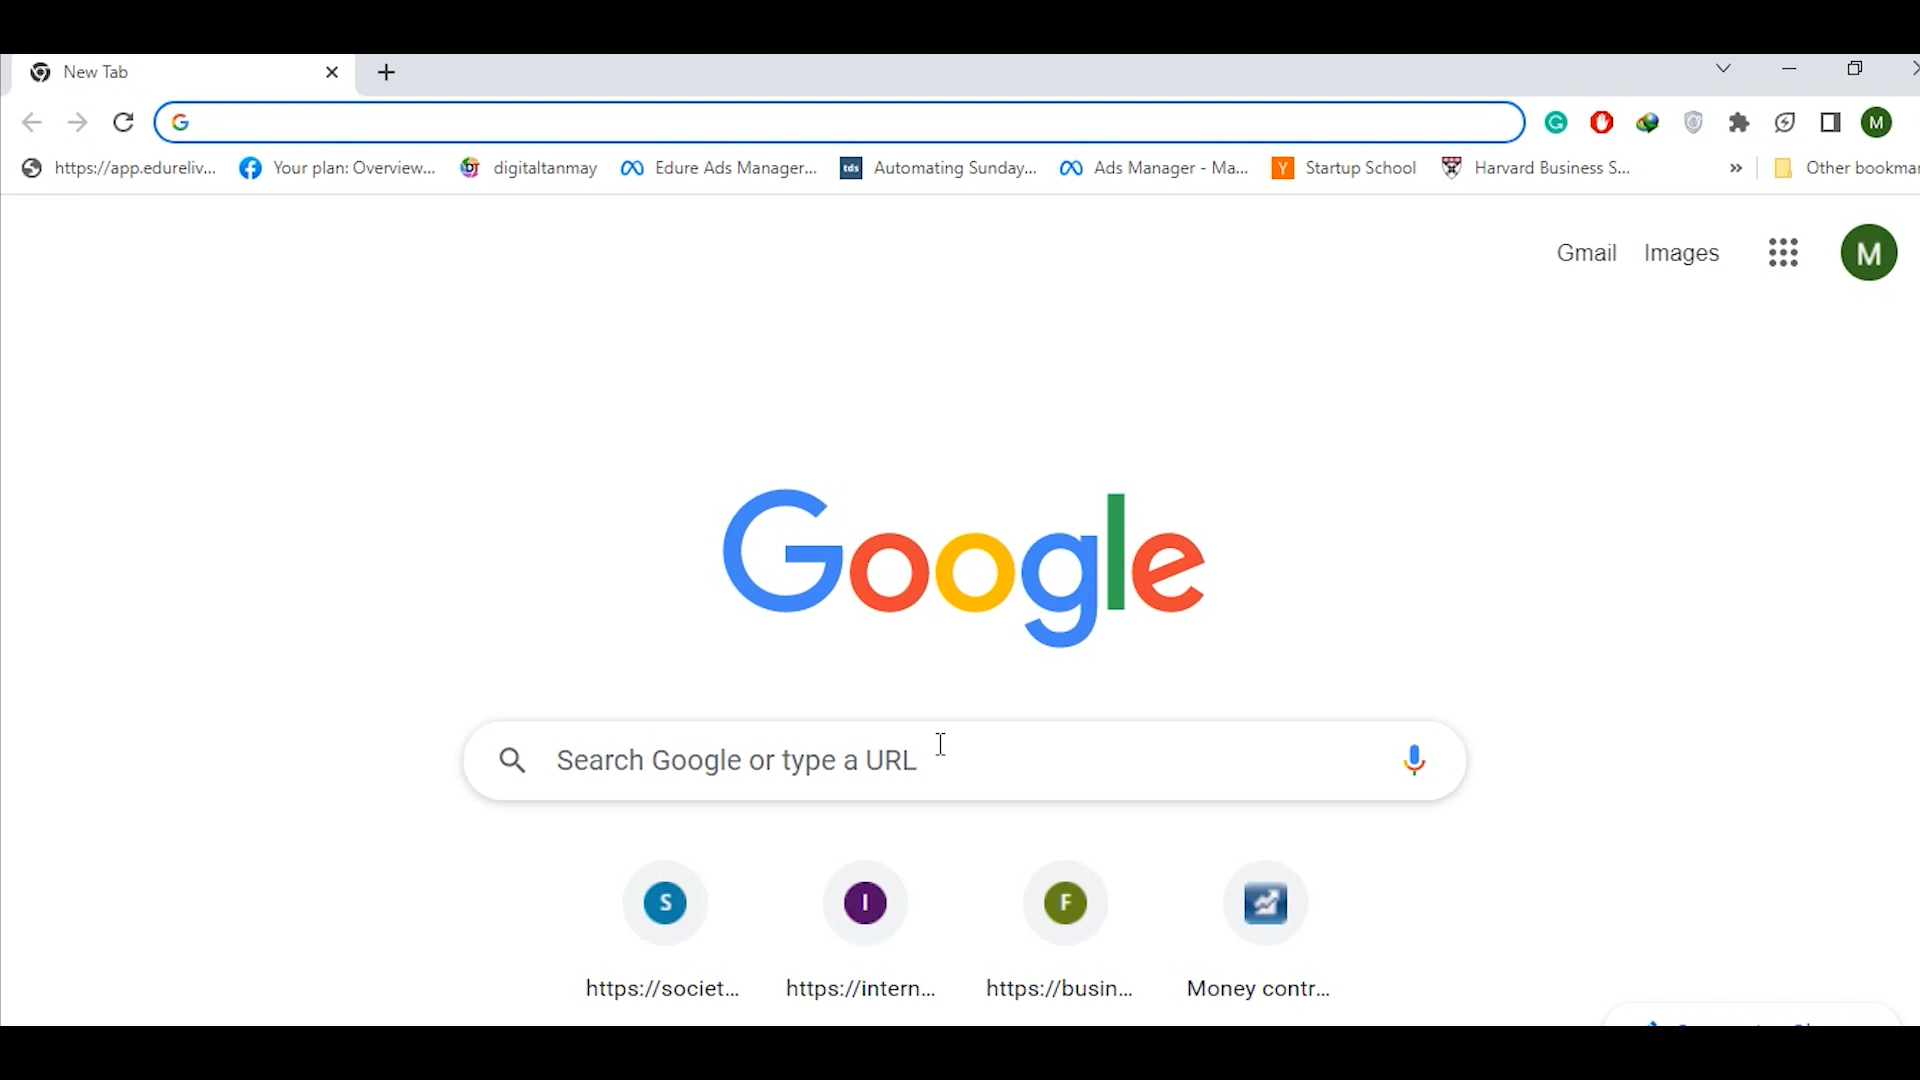 New Tab
https://app.edureliv... Your plan: Overview... digitaltanmay Edure Ads Manager... tds Automating Sunday... Ads Manager - Ma... Y Startup School Harvard Business S... » Other bookmar
M
Gmail Images M
Google
Search Google or type a URL
S I F
https://societ... https://intern... https://busin... Money contr...